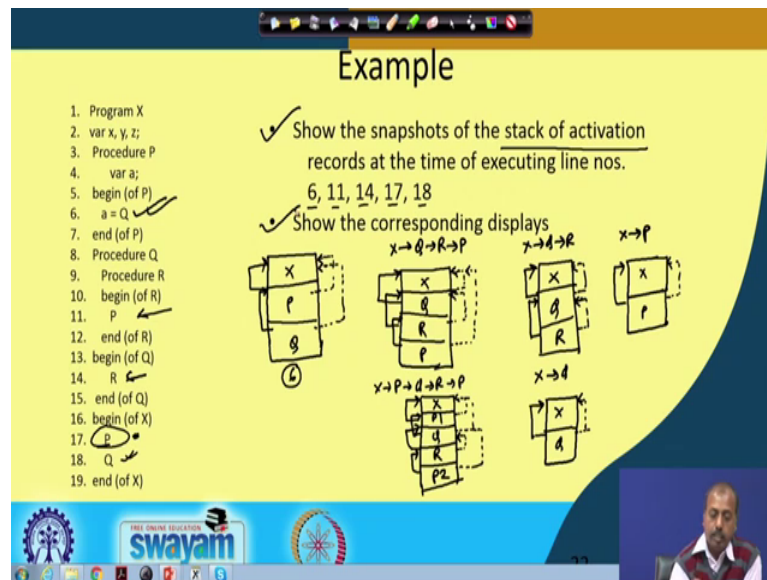 Example
1. Program X
2. var x, y, z;
3. Procedure P
4. var a;
5. begin (of P)
6. a = Q
7. end (of P)
8. Procedure Q
9. Procedure R
10. begin (of R)
11. P
12. end (of R)
13. begin (of Q)
14. R
15. end (of Q)
16. begin (of X)
17. P
18. Q
19. end (of X)
• Show the snapshots of the stack of activation
records at the time of executing line nos.
6, 11, 14, 17, 18
• Show the corresponding displays
X
P
Q
6
X→Q→R→P
X
Q
R
P
X→Q→R
X
Q
R
X→P
X
P
X→P→Q→R→P
X
P1
Q
R
P2
X→Q
X
Q
FREE ONLINE EDUCATION
swayam